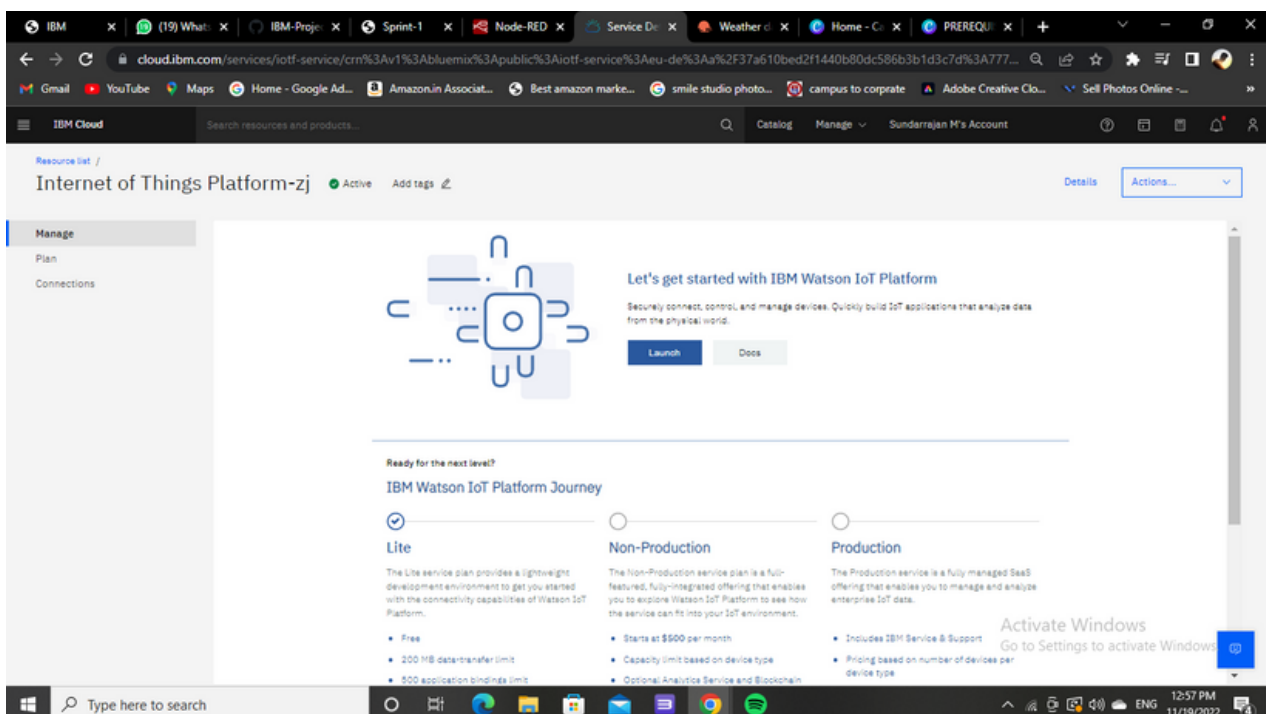 IBM
(19) Whats
IBM-Projec
Sprint-1
Node-RED
Service De
Weather d
Home - Ca
PREREQUI
cloud.ibm.com/services/iotf-service/crn%3Av1%3Abluemix%3Apublic%3Aiotf-service%3Aeu-de%3Aa%2F37a610bed2f1440b80dc586b3b1d3c7d%3A777...
Gmail
YouTube
Maps
Home - Google Ad...
Amazon.in Associat...
Best amazon marke...
smile studio photo...
campus to corprate
Adobe Creative Clo...
Sell Photos Online -...
»
IBM Cloud
Search resources and products...
Catalog
Manage
Sundarrajan M's Account
Resource list /
Internet of Things Platform-zj
Active
Add tags
Details
Actions...
Manage
Plan
Connections
Let's get started with IBM Watson IoT Platform
Securely connect, control, and manage devices. Quickly build IoT applications that analyze data
from the physical world.
Launch
Docs
Ready for the next level?
IBM Watson IoT Platform Journey
Lite
The Lite service plan provides a lightweight
development environment to get you started
with the connectivity capabilities of Watson IoT
Platform.
• Free
• 200 MB datertransfer limit
• 500 application bindings limit
Non-Production
The Non-Production service plan is a full-
featured, fully-integrated offering that enables
you to explore Watson IoT Platform to see how
the service can fit into your IoT environment.
• Starts at $500 per month
• Capacity limit based on device type
• Optional Analytics Service and Blockchain
Production
The Production service is a fully managed SaaS
offering that enables you to manage and analyze
enterprise IoT data.
• Includes IBM Service & Support
• Pricing based on number of devices per
device type
Activate Windows
Go to Settings to activate Windows
Type here to search
ENG
12:57 PM
11/19/2022